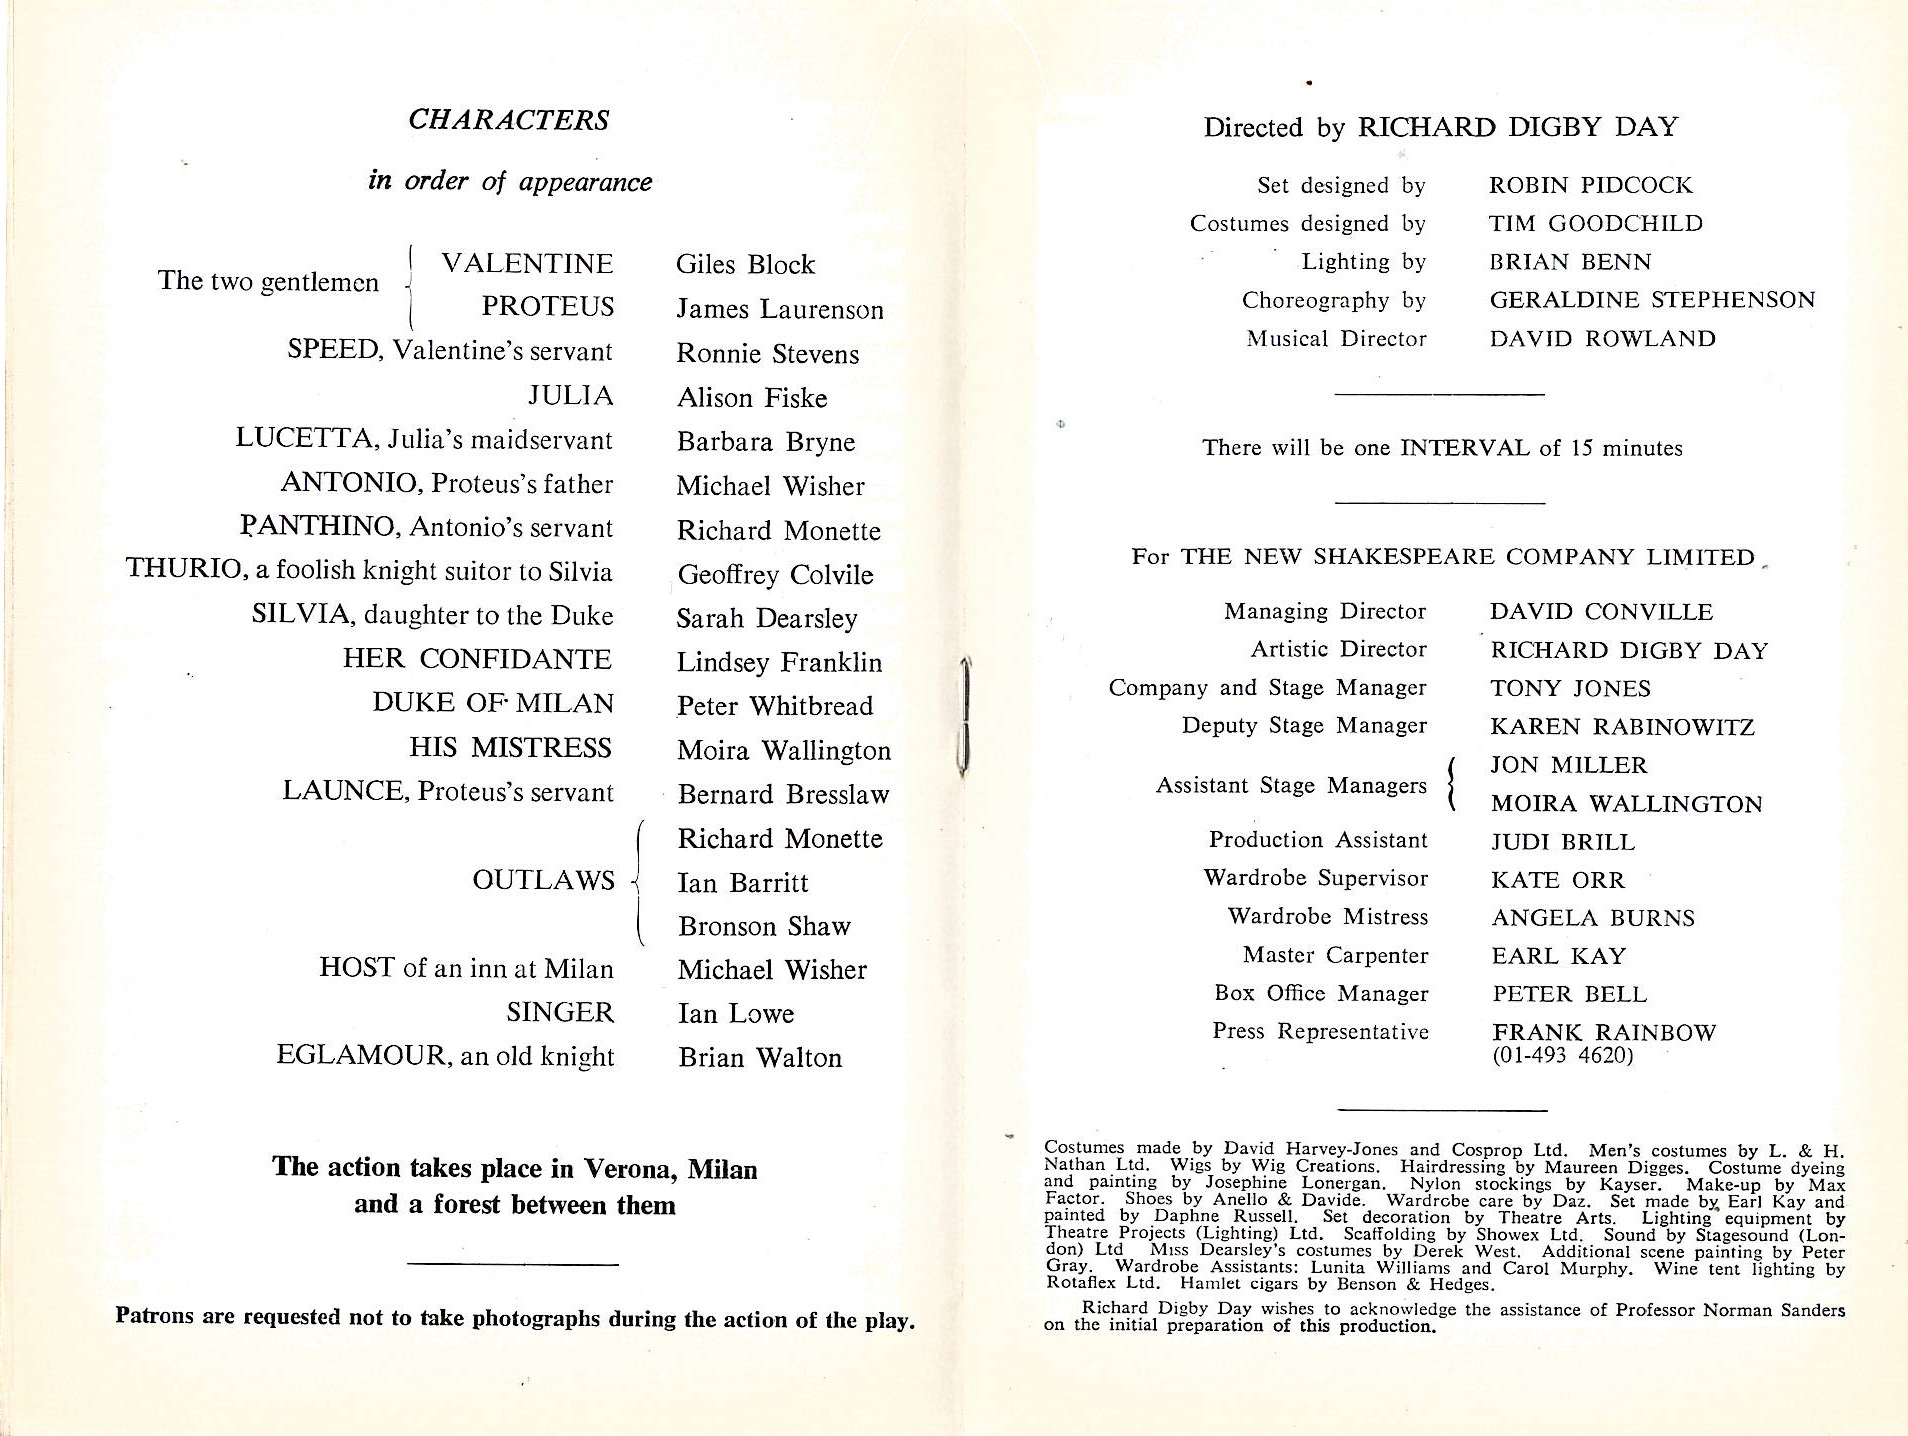 CHARACTERS
in order of appearance
The two gentlemen
VALENTINE Giles Block
PROTEUS James Laurenson
SPEED, Valentine's servant Ronnie Stevens
JULIA Alison Fiske
LUCETTA, Julia's maidservant Barbara Bryne
ANTONIO, Proteus's father Michael Wisher
PANTHINO, Antonio's servant Richard Monette
THURIO, a foolish knight suitor to Silvia Geoffrey Colvile
SILVIA, daughter to the Duke Sarah Dearsley
HER CONFIDANTE Lindsey Franklin
DUKE OF MILAN Peter Whitbread
HIS MISTRESS Moira Wallington
LAUNCE, Proteus's servant Bernard Bresslaw
OUTLAWS
Richard Monette
Ian Barritt
Bronson Shaw
HOST of an inn at Milan Michael Wisher
SINGER Ian Lowe
EGLAMOUR, an old knight Brian Walton
The action takes place in Verona, Milan
and a forest between them
Patrons are requested not to take photographs during the action of the play.
Directed by RICHARD DIGBY DAY
Set designed by ROBIN PIDCOCK
Costumes designed by TIM GOODCHILD
Lighting by BRIAN BENN
Choreography by GERALDINE STEPHENSON
Musical Director DAVID ROWLAND
There will be one INTERVAL of 15 minutes
For THE NEW SHAKESPEARE COMPANY LIMITED
Managing Director DAVID CONVILLE
Artistic Director RICHARD DIGBY DAY
Company and Stage Manager TONY JONES
Deputy Stage Manager KAREN RABINOWITZ
Assistant Stage Managers
JON MILLER
MOIRA WALLINGTON
Production Assistant JUDI BRILL
Wardrobe Supervisor KATE ORR
Wardrobe Mistress ANGELA BURNS
Master Carpenter EARL KAY
Box Office Manager PETER BELL
Press Representative FRANK RAINBOW
(01-493 4620)
Costumes made by David Harvey-Jones and Cosprop Ltd. Men's costumes by L. & H.
Nathan Ltd. Wigs by Wig Creations. Hairdressing by Maureen Digges. Costume dyeing
and painting by Josephine Lonergan. Nylon stockings by Kayser. Make-up by Max
Factor. Shoes by Anello & Davide. Wardrobe care by Daz. Set made by Earl Kay and
painted by Daphne Russell. Set decoration by Theatre Arts. Lighting equipment by
Theatre Projects (Lighting) Ltd. Scaffolding by Showex Ltd. Sound by Stagesound (Lon-
don) Ltd Miss Dearsley's costumes by Derek West. Additional scene painting by Peter
Gray. Wardrobe Assistants: Lunita Williams and Carol Murphy. Wine tent lighting by
Rotaflex Ltd. Hamlet cigars by Benson & Hedges.
Richard Digby Day wishes to acknowledge the assistance of Professor Norman Sanders
on the initial preparation of this production.